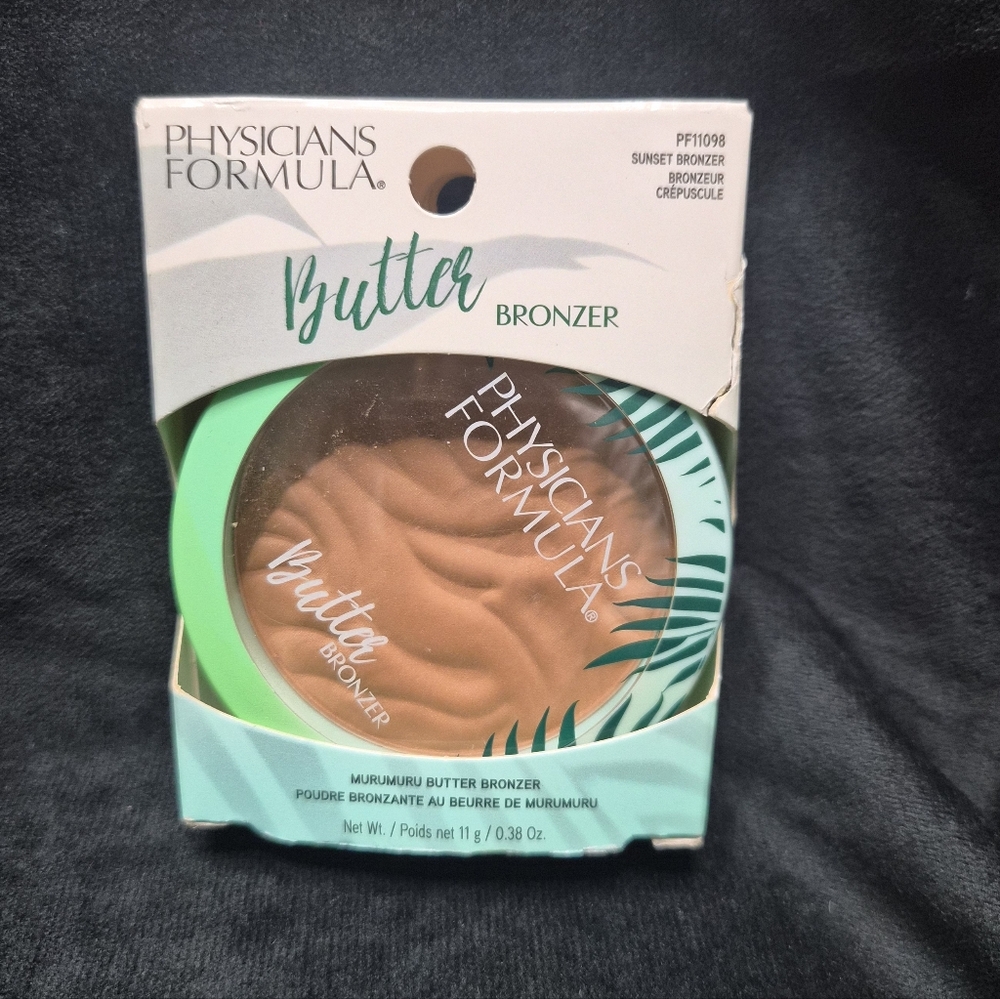 PHYSICIANS
FORMULA®
PF11098
SUNSET BRONZER
BRONZEUR
CRÉPUSCULE
Butter BRONZER
PHYSICIANS
FORMULA®
Butter
BRONZER
MURUMURU BUTTER BRONZER
POUDRE BRONZANTE AU BEURRE DE MURUMURU
Net Wt. / Poids net 11 g / 0.38 Oz.